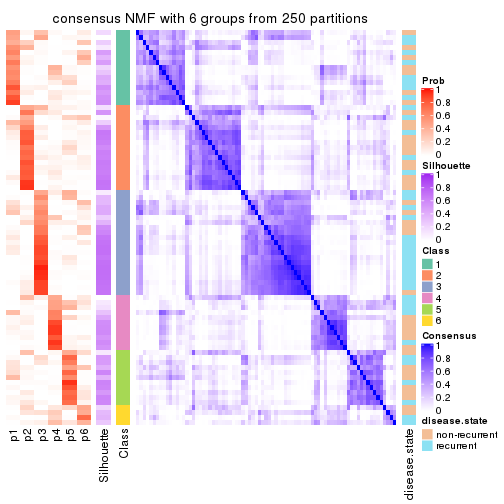 consensus NMF with 6 groups from 250 partitions
p1
p2
p3
p4
p5
p6
Silhouette
Class
disease.state
Prob
1
0.8
0.6
0.4
0.2
0
Silhouette
1
0.8
0.6
0.4
0.2
0
Class
1
2
3
4
5
6
Consensus
1
0.8
0.6
0.4
0.2
0
disease.state
non-recurrent
recurrent